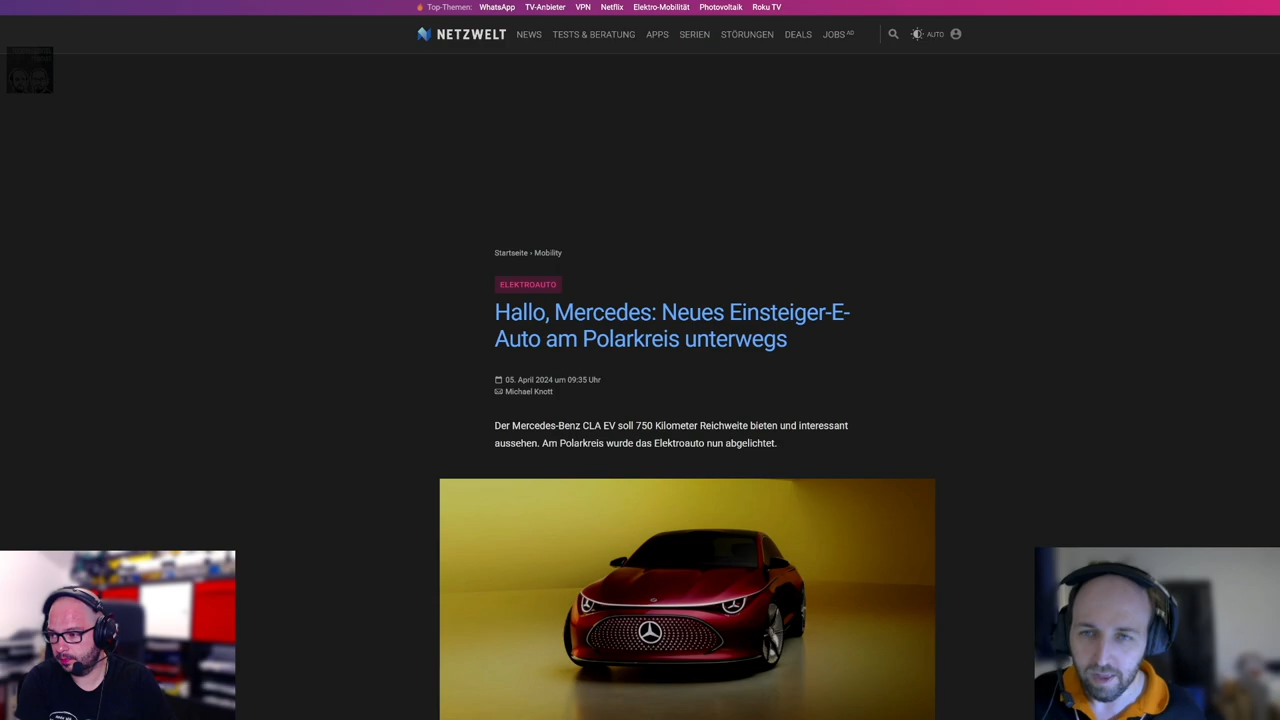 Top-Themen: WhatsApp TV-Anbieter VPN Netflix Elektro-Mobilität Photovoltaik Roku TV
NETZWELT NEWS TESTS & BERATUNG APPS SERIEN STÖRUNGEN DEALS JOBS AD AUTO
Startseite › Mobility
ELEKTROAUTO
Hallo, Mercedes: Neues Einsteiger-E-
Auto am Polarkreis unterwegs
05. April 2024 um 09:35 Uhr
Michael Knott
Der Mercedes-Benz CLA EV soll 750 Kilometer Reichweite bieten und interessant
aussehen. Am Polarkreis wurde das Elektroauto nun abgelichtet.